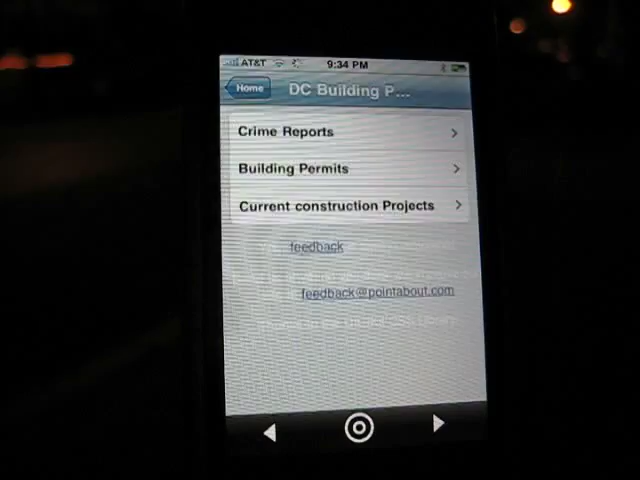 AT&T 9:34 PM
Home DC Building P...
Crime Reports
Building Permits
Current construction Projects
feedback
feedback@pointabout.com